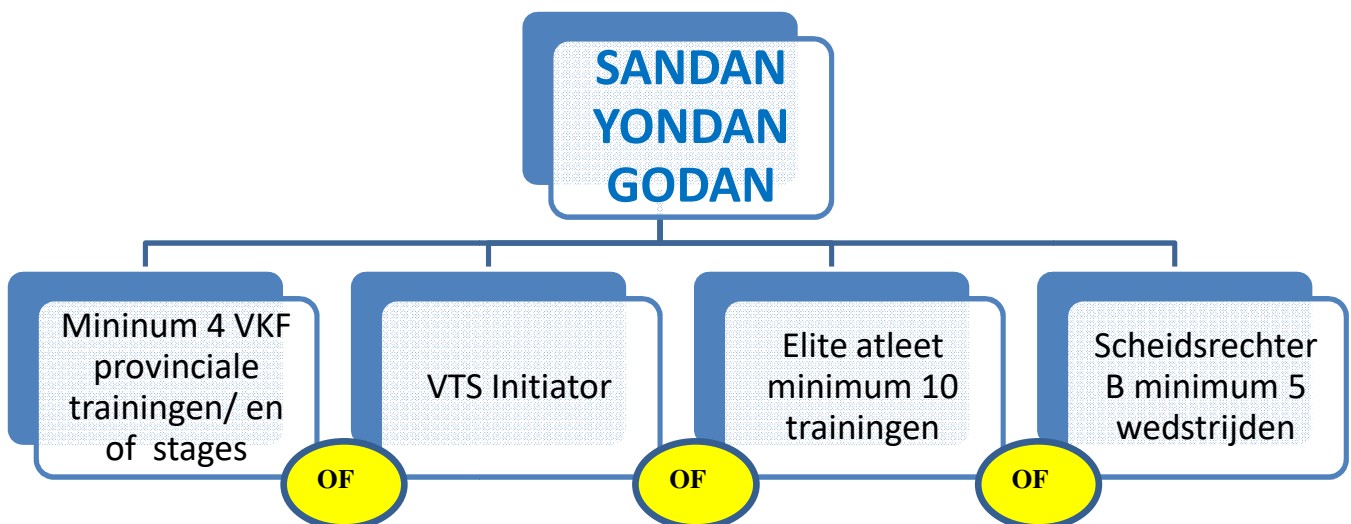 SANDAN
YONDAN
GODAN
Mininum 4 VKF
provinciale
trainingen/ en
of stages
OF
VTS Initiator
OF
Elite atleet
minimum 10
trainingen
OF
Scheidsrechter
B minimum 5
wedstrijden